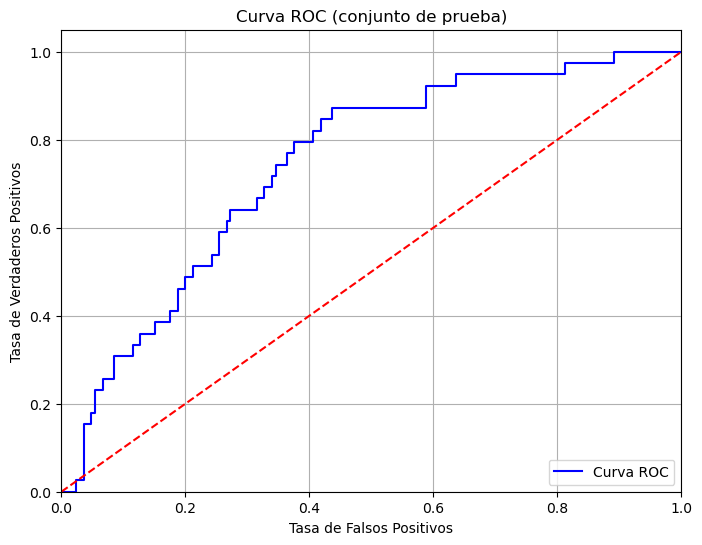 Curva ROC (conjunto de prueba)
Tasa de Verdaderos Positivos
1.0
0.8
0.6
0.4
0.2
0.0
Curva ROC
0.0 0.2 0.4 0.6 0.8 1.0
Tasa de Falsos Positivos